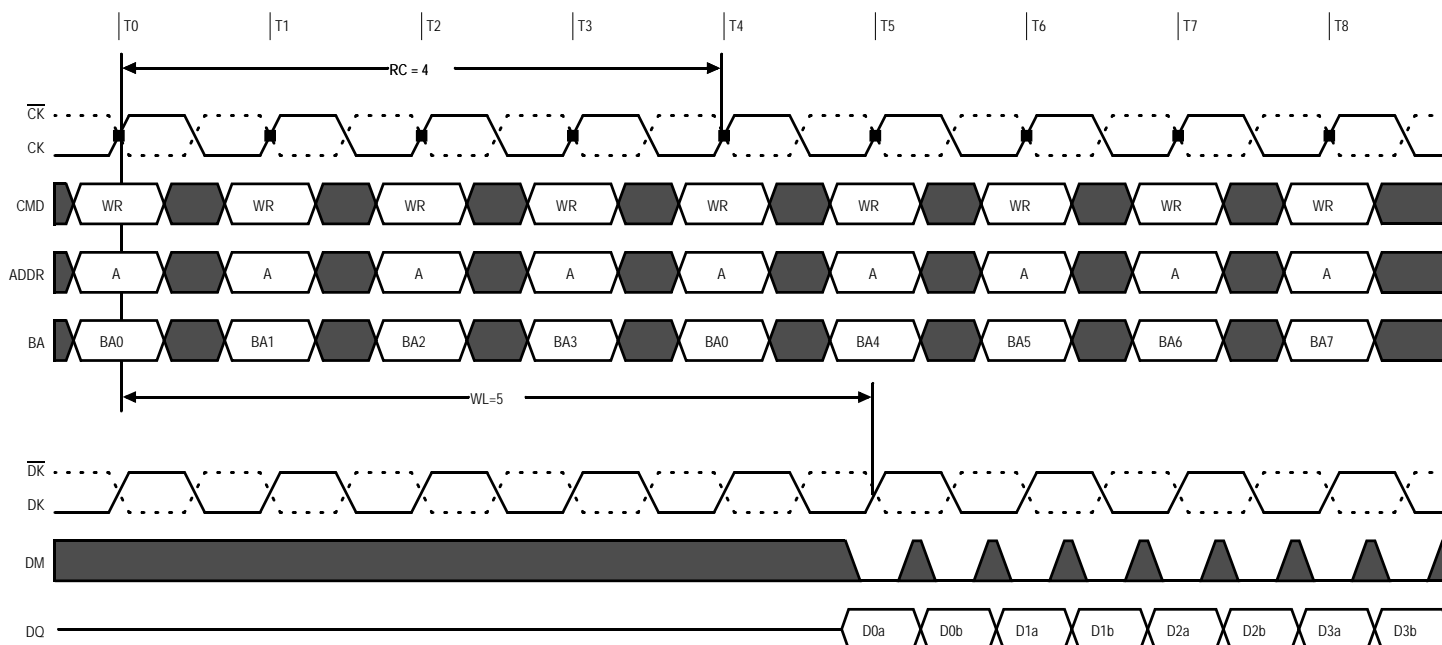 T0 T1 T2 T3 T4 T5 T6 T7 T8
RC = 4
CK
CK
CMD WR WR WR WR WR WR WR WR WR
ADDR A A A A A A A A A
BA BA0 BA1 BA2 BA3 BA0 BA4 BA5 BA6 BA7
WL=5
DK
DK
DM
DQ D0a D0b D1a D1b D2a D2b D3a D3b